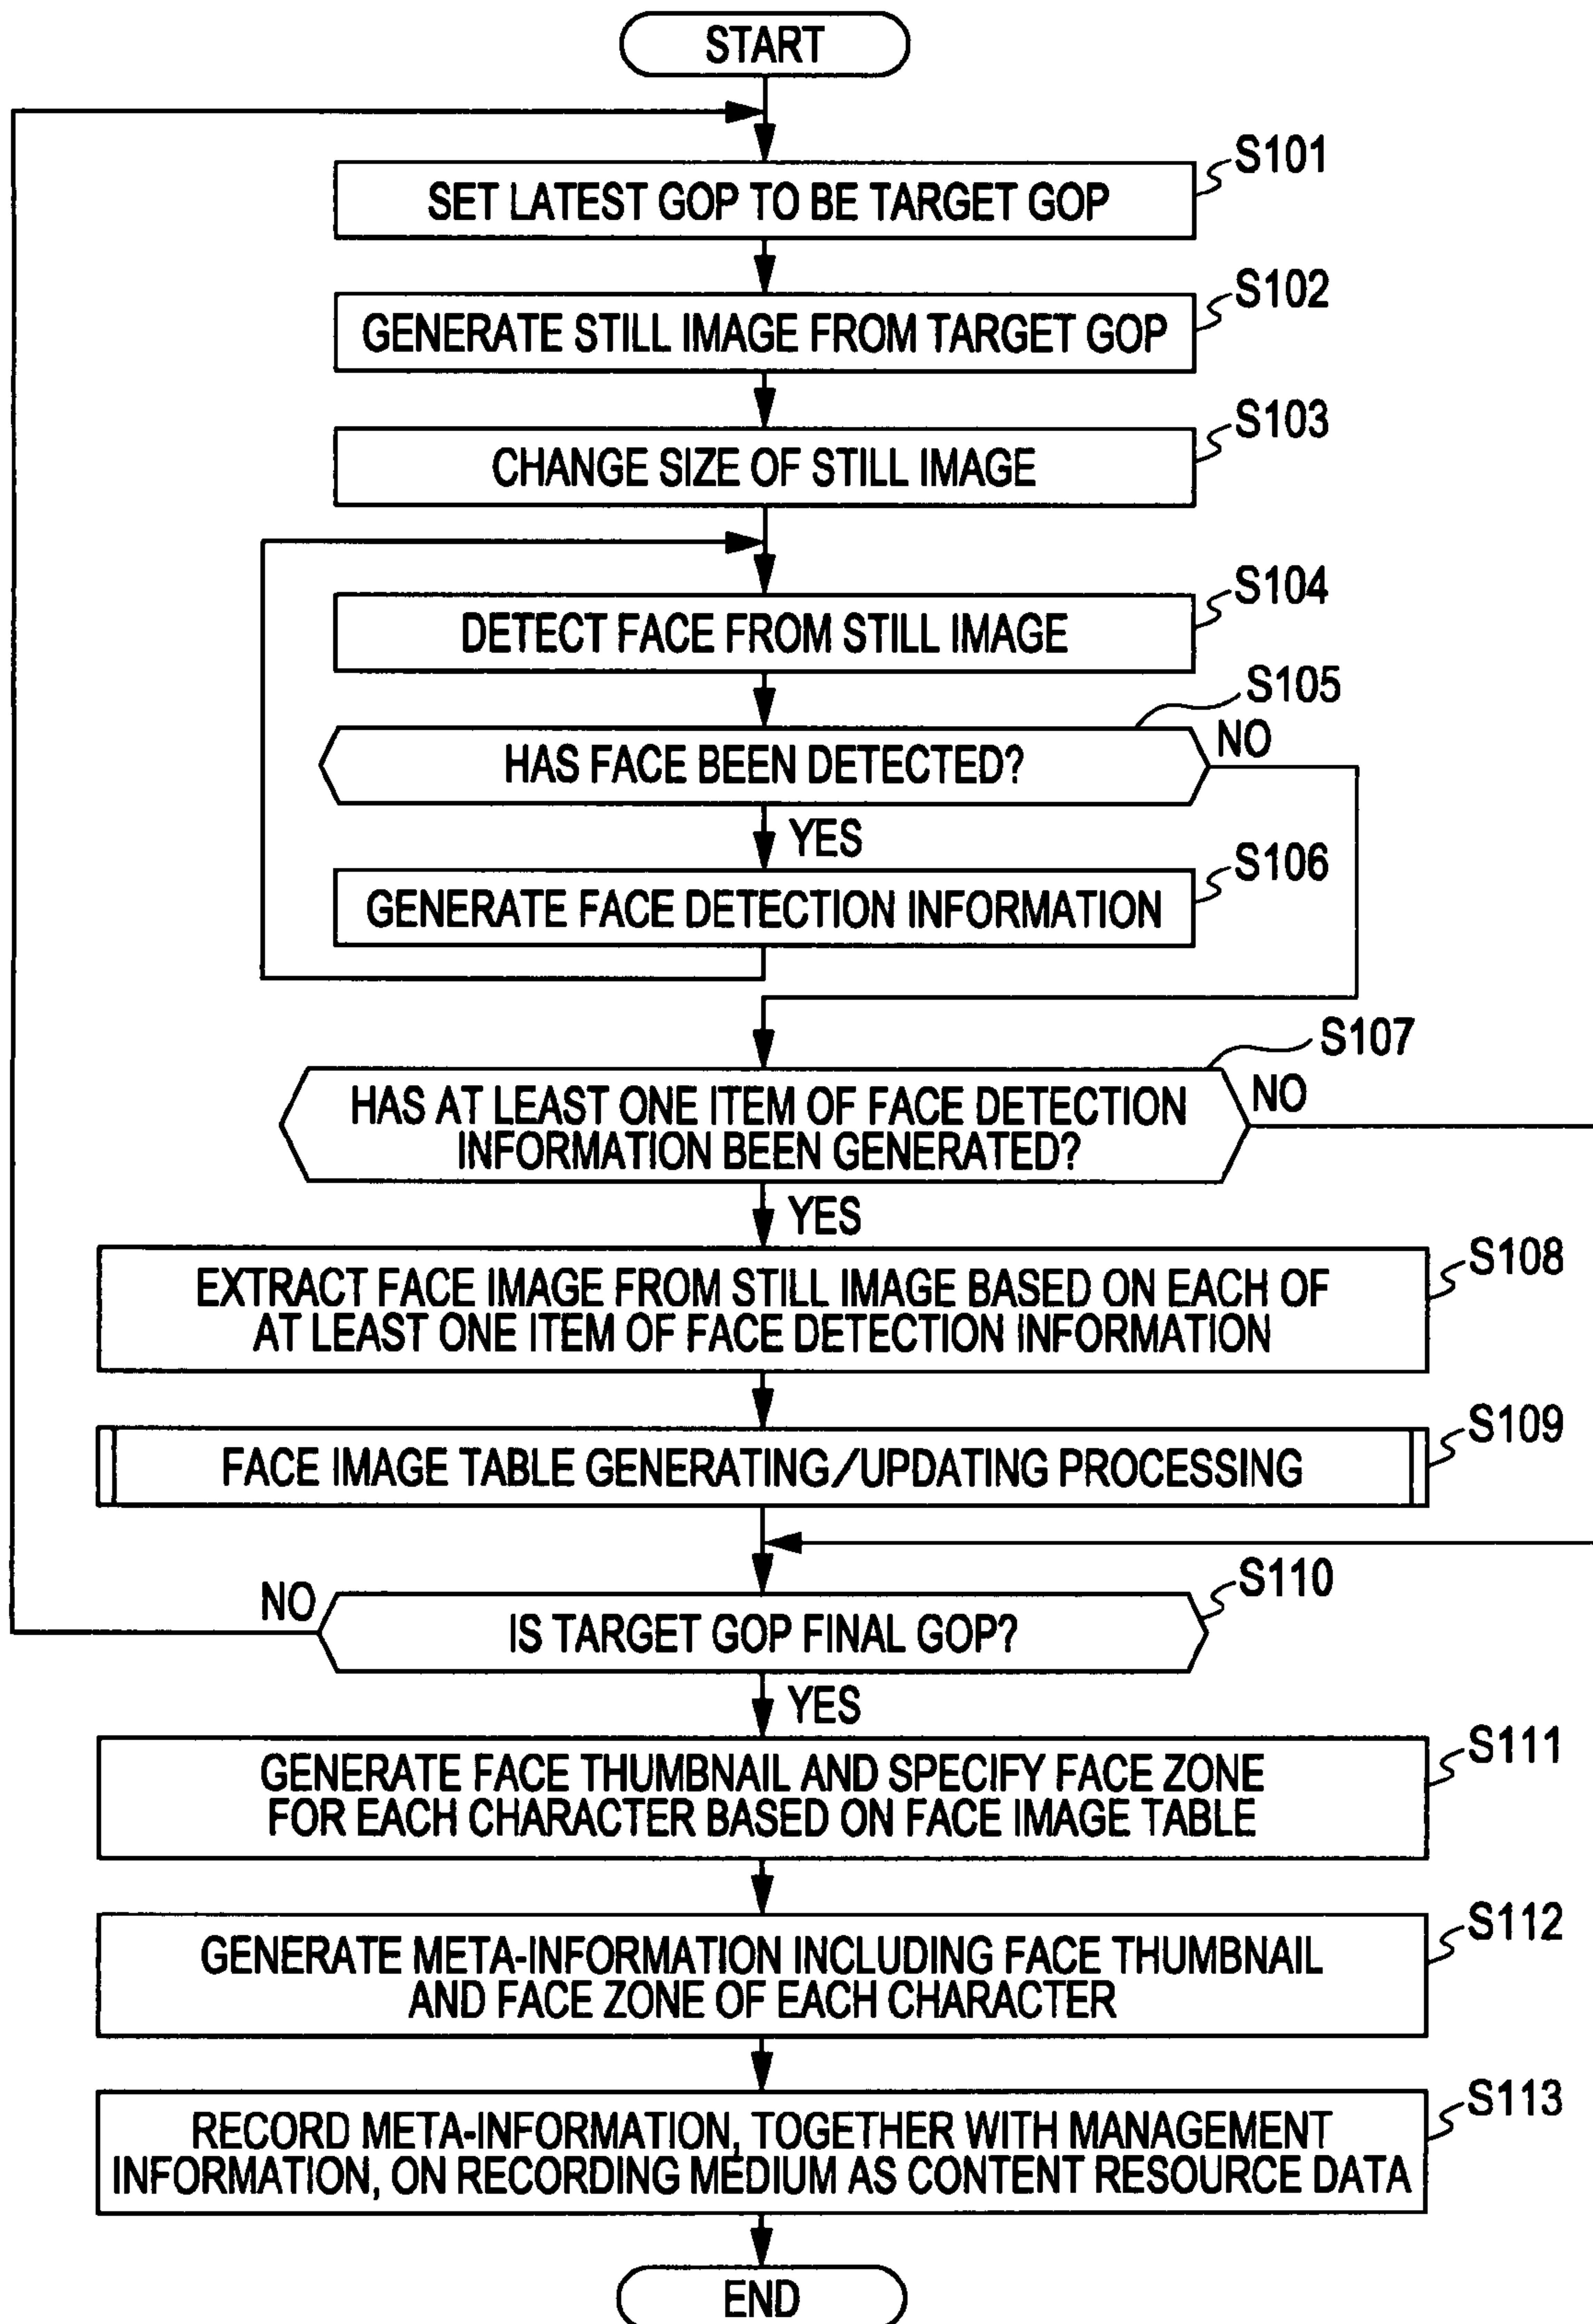 START
S101
SET LATEST GOP TO BE TARGET GOP
S102
GENERATE STILL IMAGE FROM TARGET GOP
S103
CHANGE SIZE OF STILL IMAGE
S104
DETECT FACE FROM STILL IMAGE
S105
HAS FACE BEEN DETECTED?
NO
YES
S106
GENERATE FACE DETECTION INFORMATION
S107
HAS AT LEAST ONE ITEM OF FACE DETECTION
INFORMATION BEEN GENERATED?
NO
YES
S108
EXTRACT FACE IMAGE FROM STILL IMAGE BASED ON EACH OF
AT LEAST ONE ITEM OF FACE DETECTION INFORMATION
S109
FACE IMAGE TABLE GENERATING/UPDATING PROCESSING
S110
NO
IS TARGET GOP FINAL GOP?
YES
S111
GENERATE FACE THUMBNAIL AND SPECIFY FACE ZONE
FOR EACH CHARACTER BASED ON FACE IMAGE TABLE
S112
GENERATE META-INFORMATION INCLUDING FACE THUMBNAIL
AND FACE ZONE OF EACH CHARACTER
S113
RECORD META-INFORMATION, TOGETHER WITH MANAGEMENT
INFORMATION, ON RECORDING MEDIUM AS CONTENT RESOURCE DATA
END